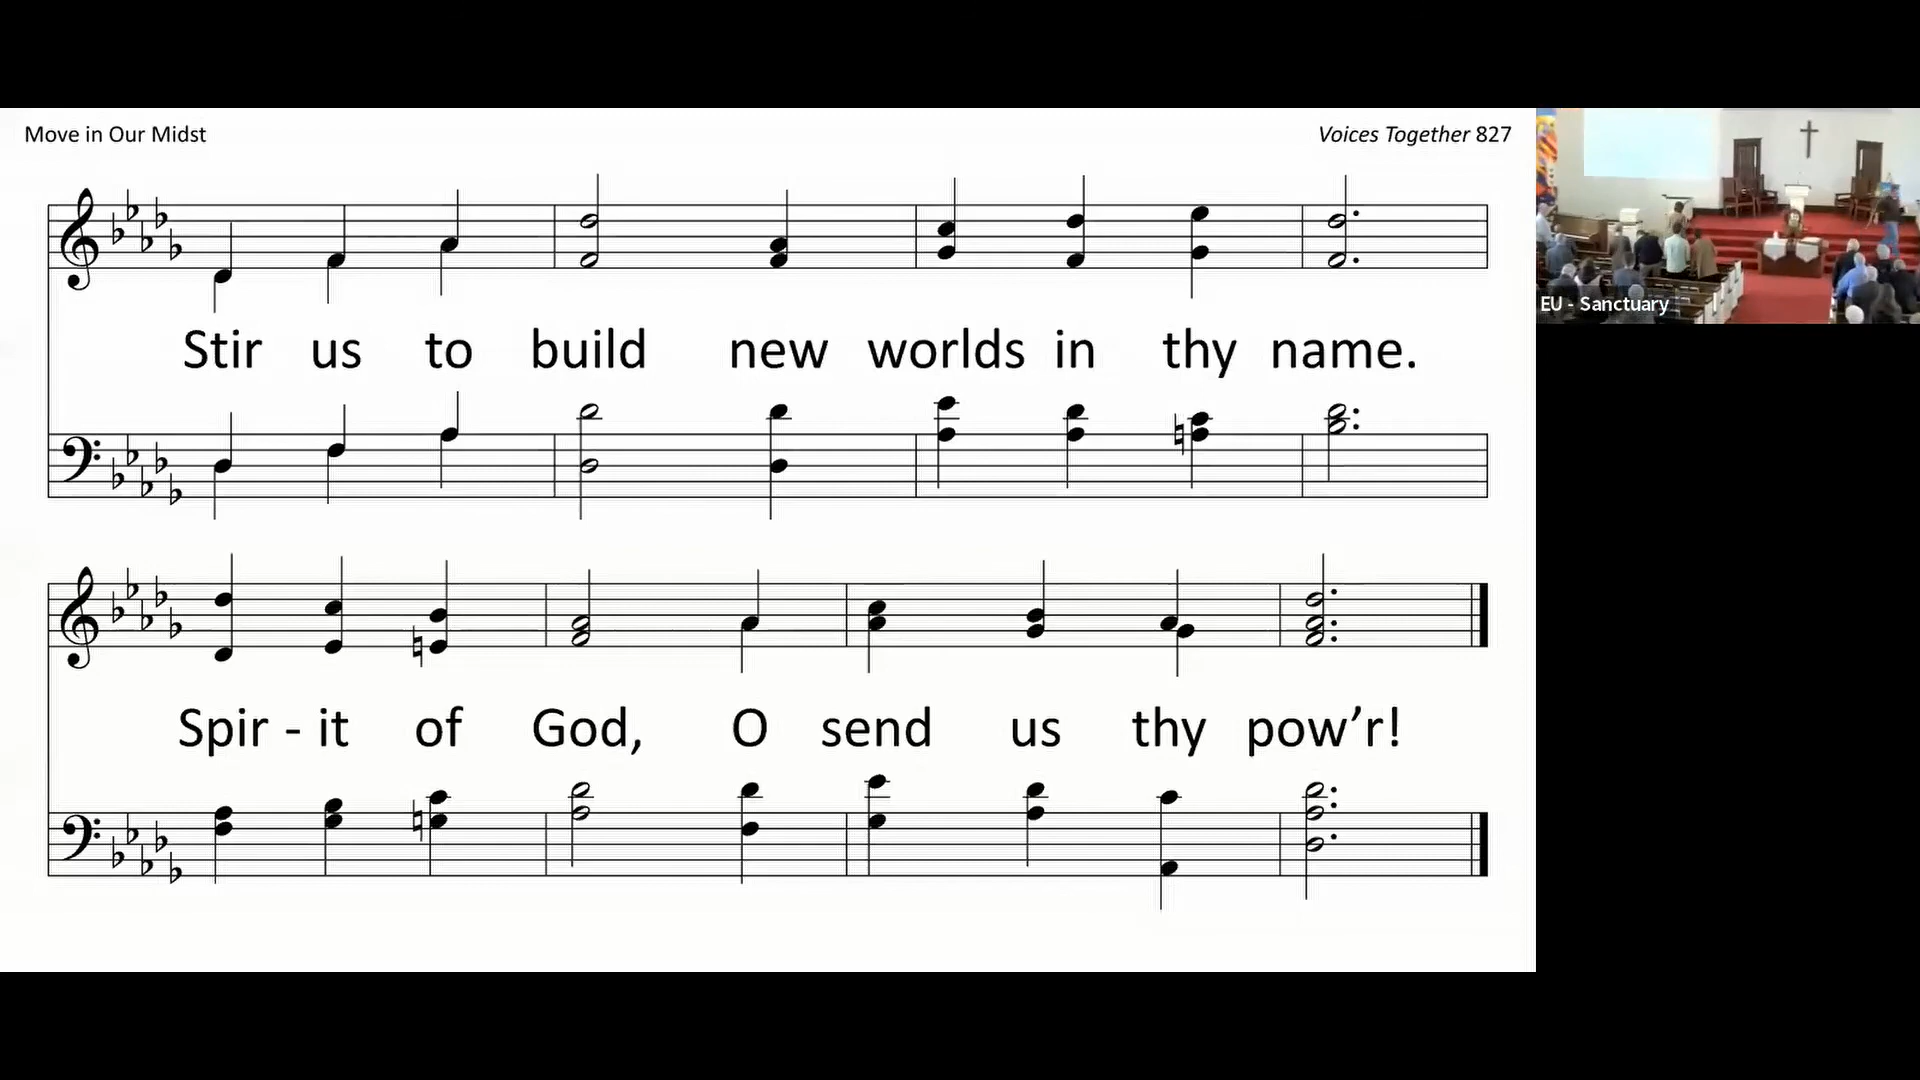 Move in Our Midst
Voices Together 827
Stir us to build new worlds in thy name.
Spir - it of God, O send us thy pow’r!
EU - Sanctuary